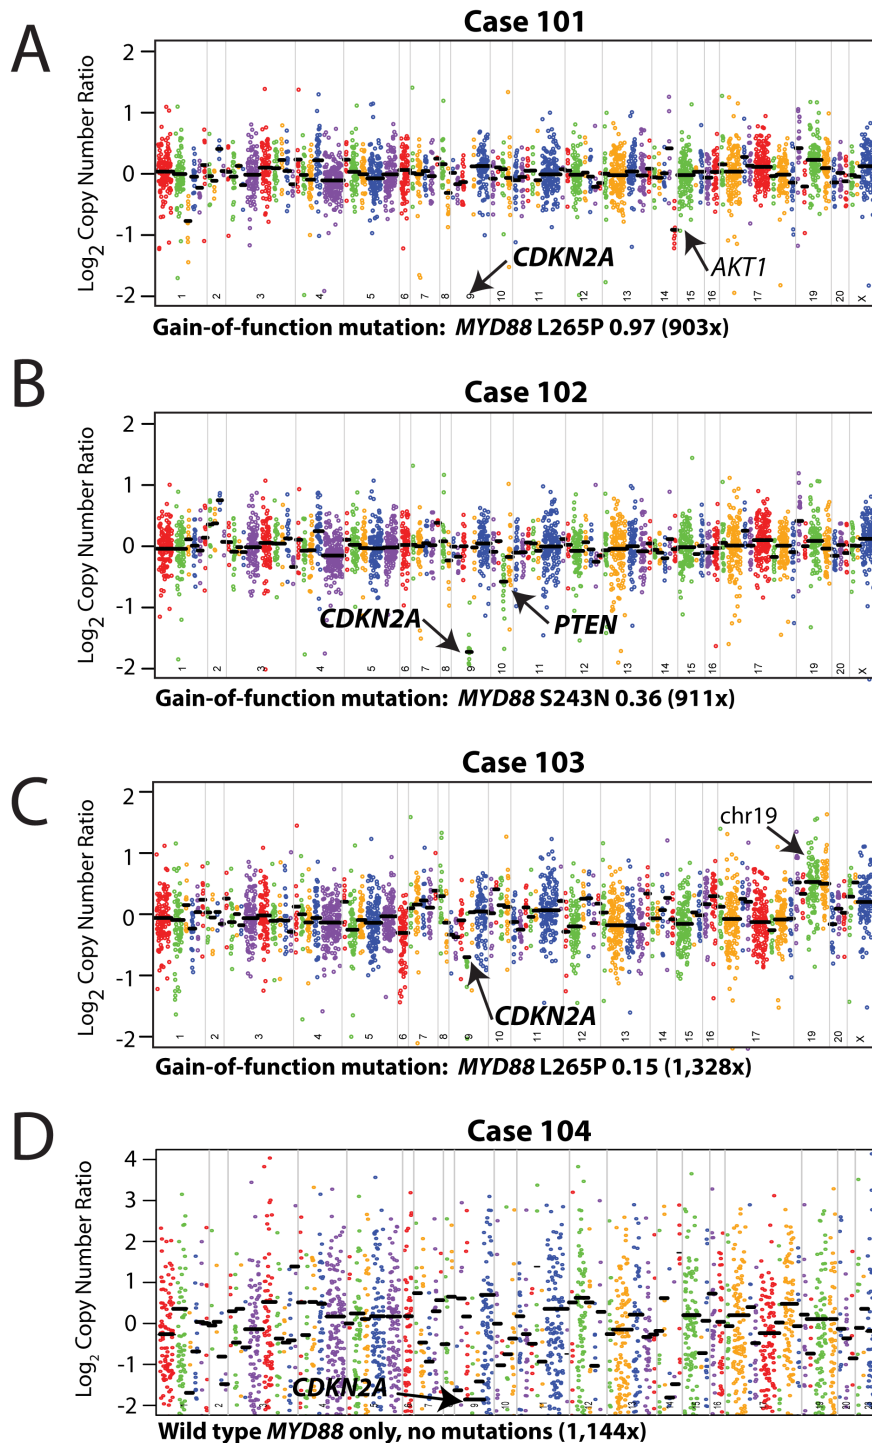 A
Case 101
Log2 Copy Number Ratio
2
1
0
-1
-2
CDKN2A
AKT1
1 2 3 4 5 6 7 8 9 10 11 12 13 14 15 16 17 19 20 X
Gain-of-function mutation: MYD88 L265P 0.97 (903x)
B
Case 102
Log2 Copy Number Ratio
2
1
0
-1
-2
CDKN2A
PTEN
1 2 3 4 5 6 7 8 9 10 11 12 13 14 15 16 17 19 20 X
Gain-of-function mutation: MYD88 S243N 0.36 (911x)
C
Case 103
Log2 Copy Number Ratio
2
1
0
-1
-2
chr19
CDKN2A
1 2 3 4 5 6 7 8 9 10 11 12 13 14 15 16 17 19 20 X
Gain-of-function mutation: MYD88 L265P 0.15 (1,328x)
D
Case 104
Log2 Copy Number Ratio
4
3
2
1
0
-1
-2
CDKN2A
Wild type MYD88 only, no mutations (1,144x)